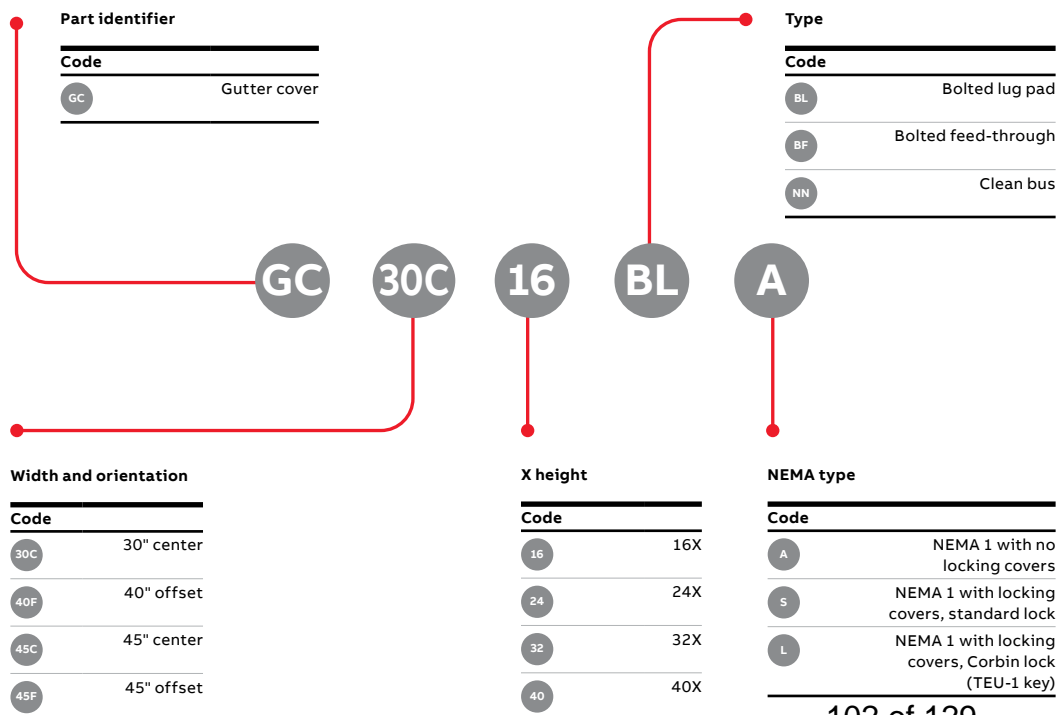 Part identifier
Code
GC Gutter cover
Type
Code
BL Bolted lug pad
BF Bolted feed-through
NN Clean bus
GC 30C 16 BL A
Width and orientation
Code
30C 30" center
40F 40" offset
45C 45" center
45F 45" offset
X height
Code
16 16X
24 24X
32 32X
40 40X
NEMA type
Code
A NEMA 1 with no
locking covers
S NEMA 1 with locking
covers, standard lock
L NEMA 1 with locking
covers, Corbin lock
(TEU-1 key)